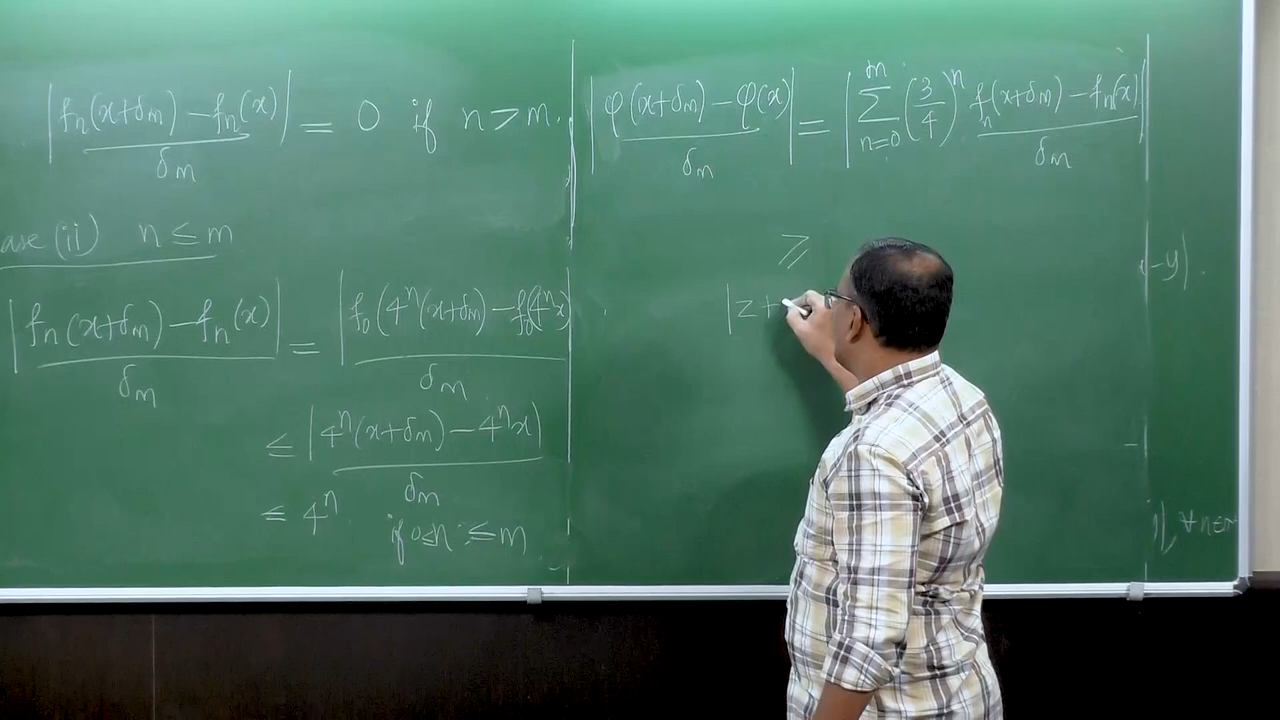 |fₙ(x+δₘ) − fₙ(x)| / δₘ = 0 if n > m.
ase (ii) n ≤ m
|fₙ(x+δₘ) − fₙ(x)| / δₘ = |f₀(4ⁿ(x+δₘ) − f₀(4ⁿx)| / δₘ
≤ |4ⁿ(x+δₘ) − 4ⁿx| / δₘ
≤ 4ⁿ. if 0≤n ≤m
|φ(x+δₘ) − φ(x) / δₘ| = |∑ₙ₌₀ᵐ (3/4)ⁿ fₙ(x+δₘ) − fₙ(x) / δₘ|
≥
|z+
−y|.
∀n≤m